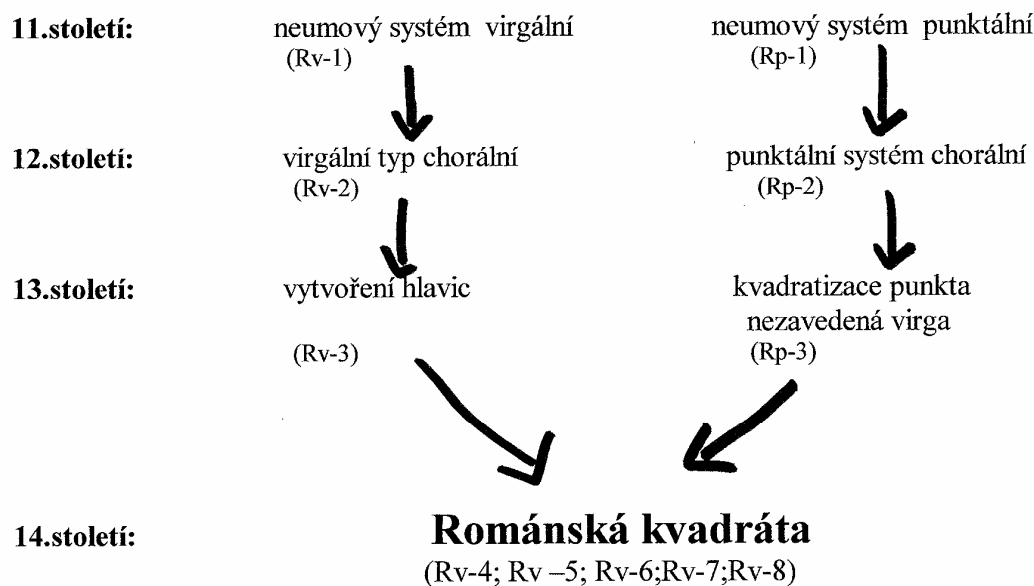 11.století: neumový systém virgální neumový systém punktální
(Rv-1) (Rp-1)
12.století: virgální typ chorální punktální systém chorální
(Rv-2) (Rp-2)
13.století: vytvoření hlavic kvadratizace punkta
nezavedená virga
(Rv-3) (Rp-3)
14.století: Románská kvadráta
(Rv-4; Rv –5; Rv-6;Rv-7;Rv-8)